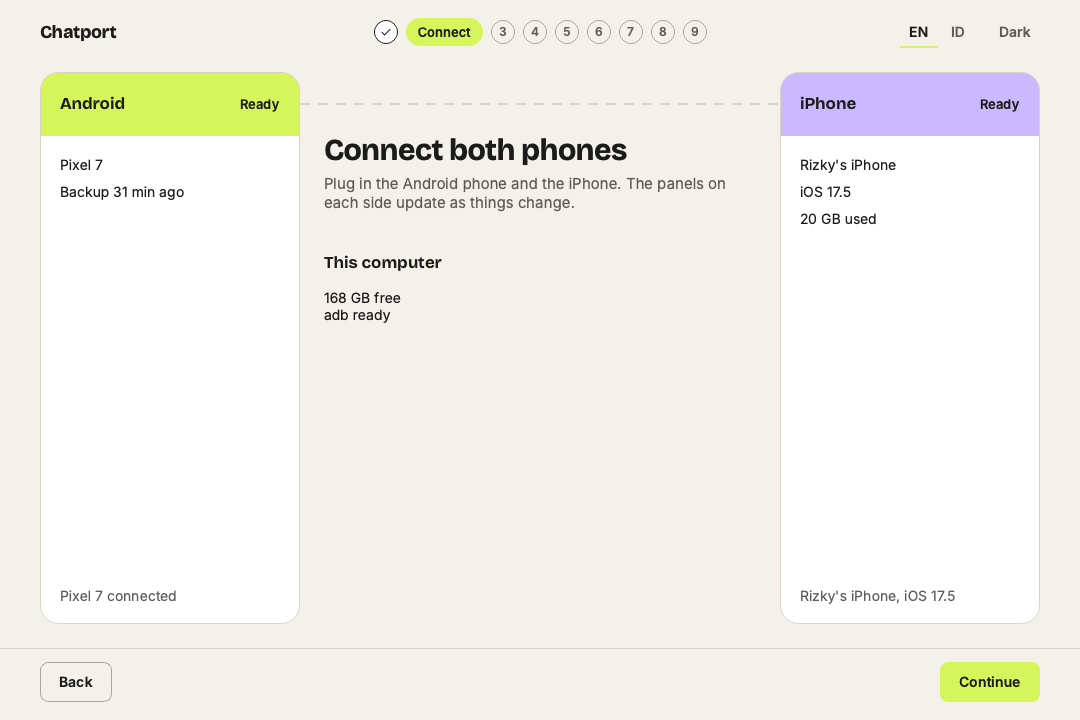 Chatport
Connect
3
4
5
6
7
8
9
EN
ID
Dark
Android
Ready
Pixel 7
Backup 31 min ago
Pixel 7 connected
Connect both phones
Plug in the Android phone and the iPhone. The panels on
each side update as things change.
This computer
168 GB free
adb ready
iPhone
Ready
Rizky's iPhone
iOS 17.5
20 GB used
Rizky's iPhone, iOS 17.5
Back
Continue